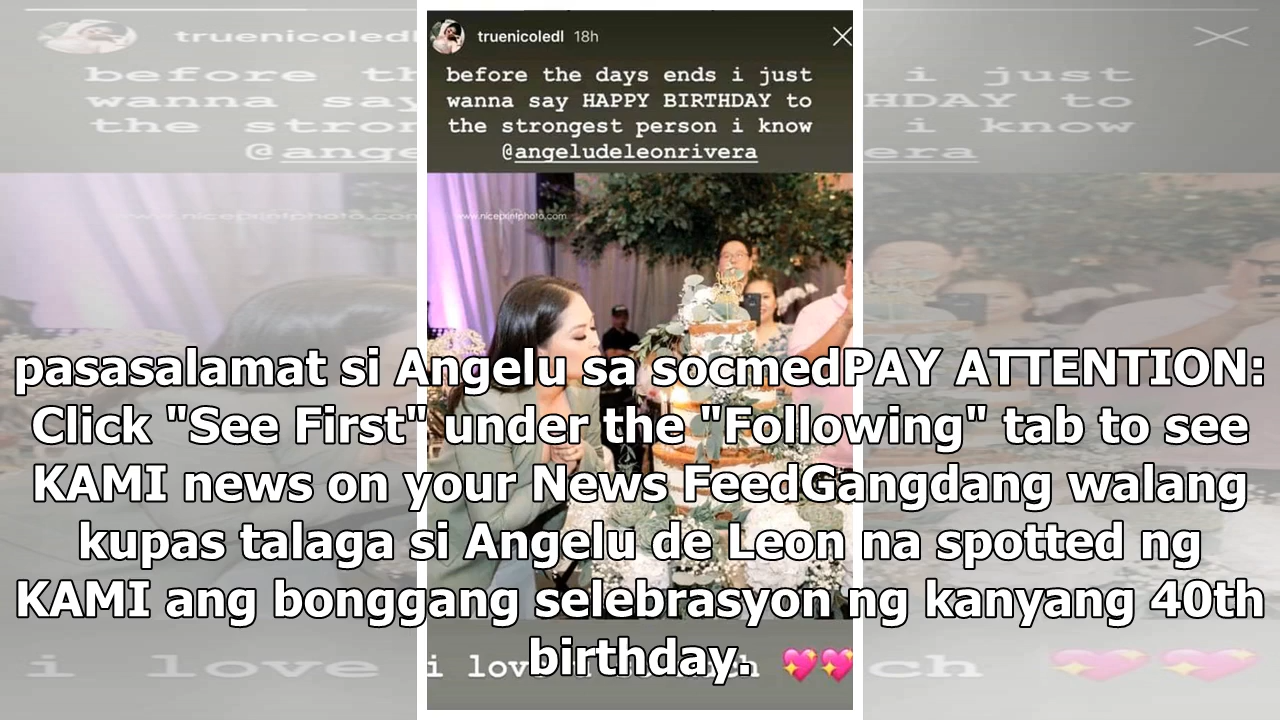 truenicoledl 18h
before the days ends i just
wanna say HAPPY BIRTHDAY to
the strongest person i know
@angeludeleonrivera
www.niceprintphoto.com
pasasalamat si Angelu sa socmedPAY ATTENTION:
Click "See First" under the "Following" tab to see
KAMI news on your News FeedGangdang walang
kupas talaga si Angelu de Leon na spotted ng
KAMI ang bonggang selebrasyon ng kanyang 40th
birthday.
i love